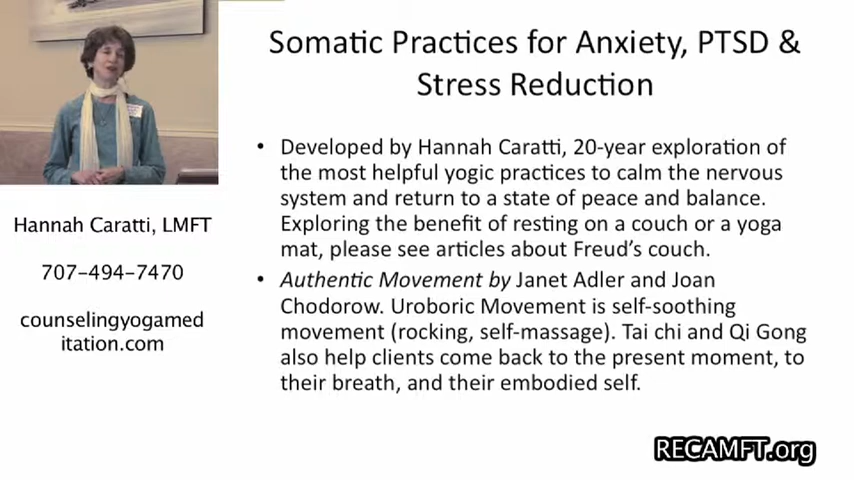 Somatic Practices for Anxiety, PTSD &
Stress Reduction
• Developed by Hannah Caratti, 20-year exploration of
the most helpful yogic practices to calm the nervous
system and return to a state of peace and balance.
Exploring the benefit of resting on a couch or a yoga
mat, please see articles about Freud's couch.
• Authentic Movement by Janet Adler and Joan
Chodorow. Uroboric Movement is self-soothing
movement (rocking, self-massage). Tai chi and Qi Gong
also help clients come back to the present moment, to
their breath, and their embodied self.
Hannah Caratti, LMFT
707-494-7470
counselingyogamed
itation.com
RECAMFT.org